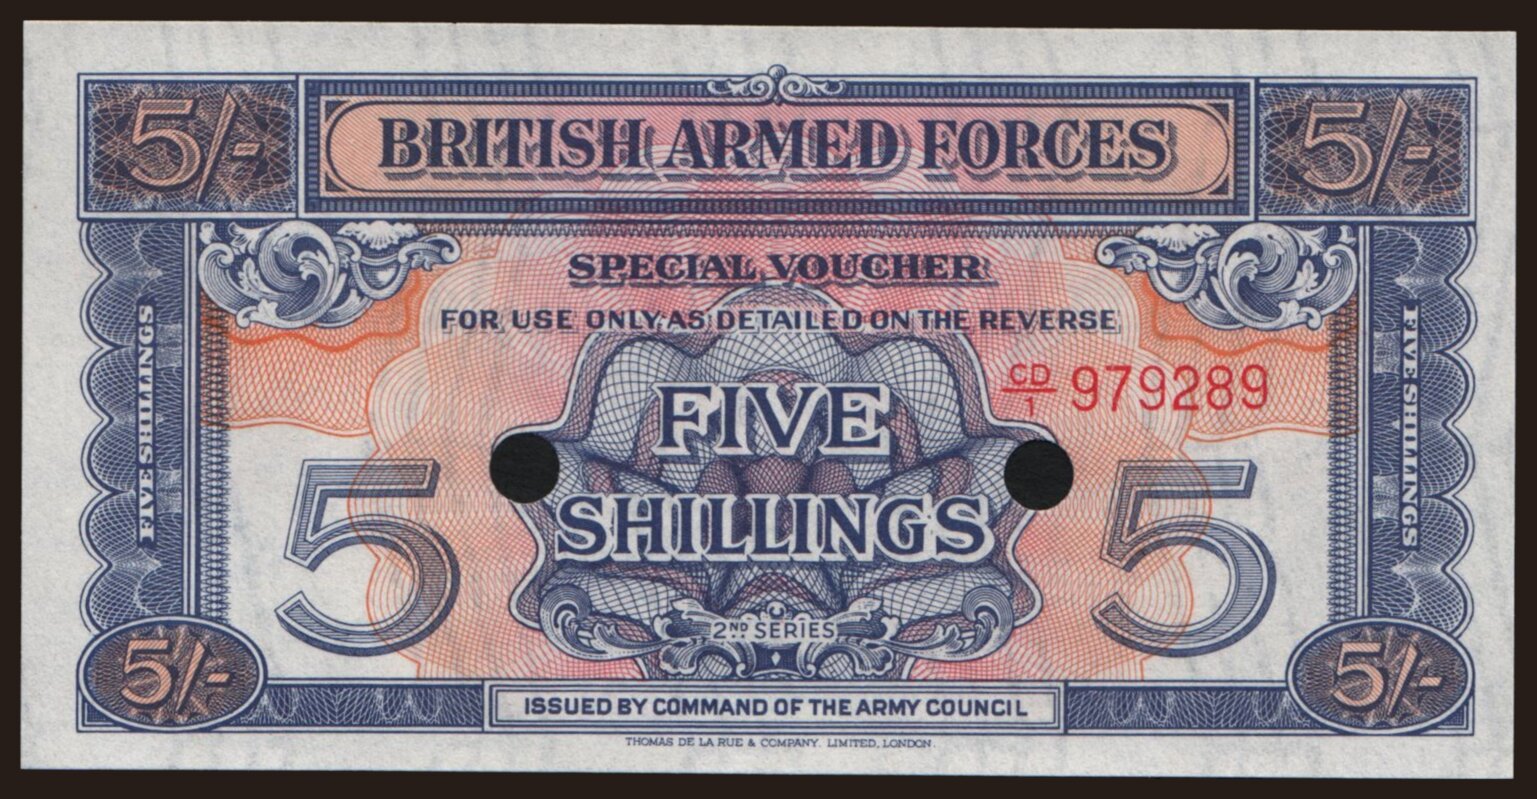 5/- BRITISH ARMED FORCES 5/-
SPECIAL VOUCHER
FOR USE ONLY AS DETAILED ON THE REVERSE
CD/1 979289
FIVE SHILLINGS
FIVE SHILLINGS
FIVE
SHILLINGS
5 5
2ND SERIES
5/- 5/-
ISSUED BY COMMAND OF THE ARMY COUNCIL
THOMAS DE LA RUE & COMPANY. LIMITED, LONDON.